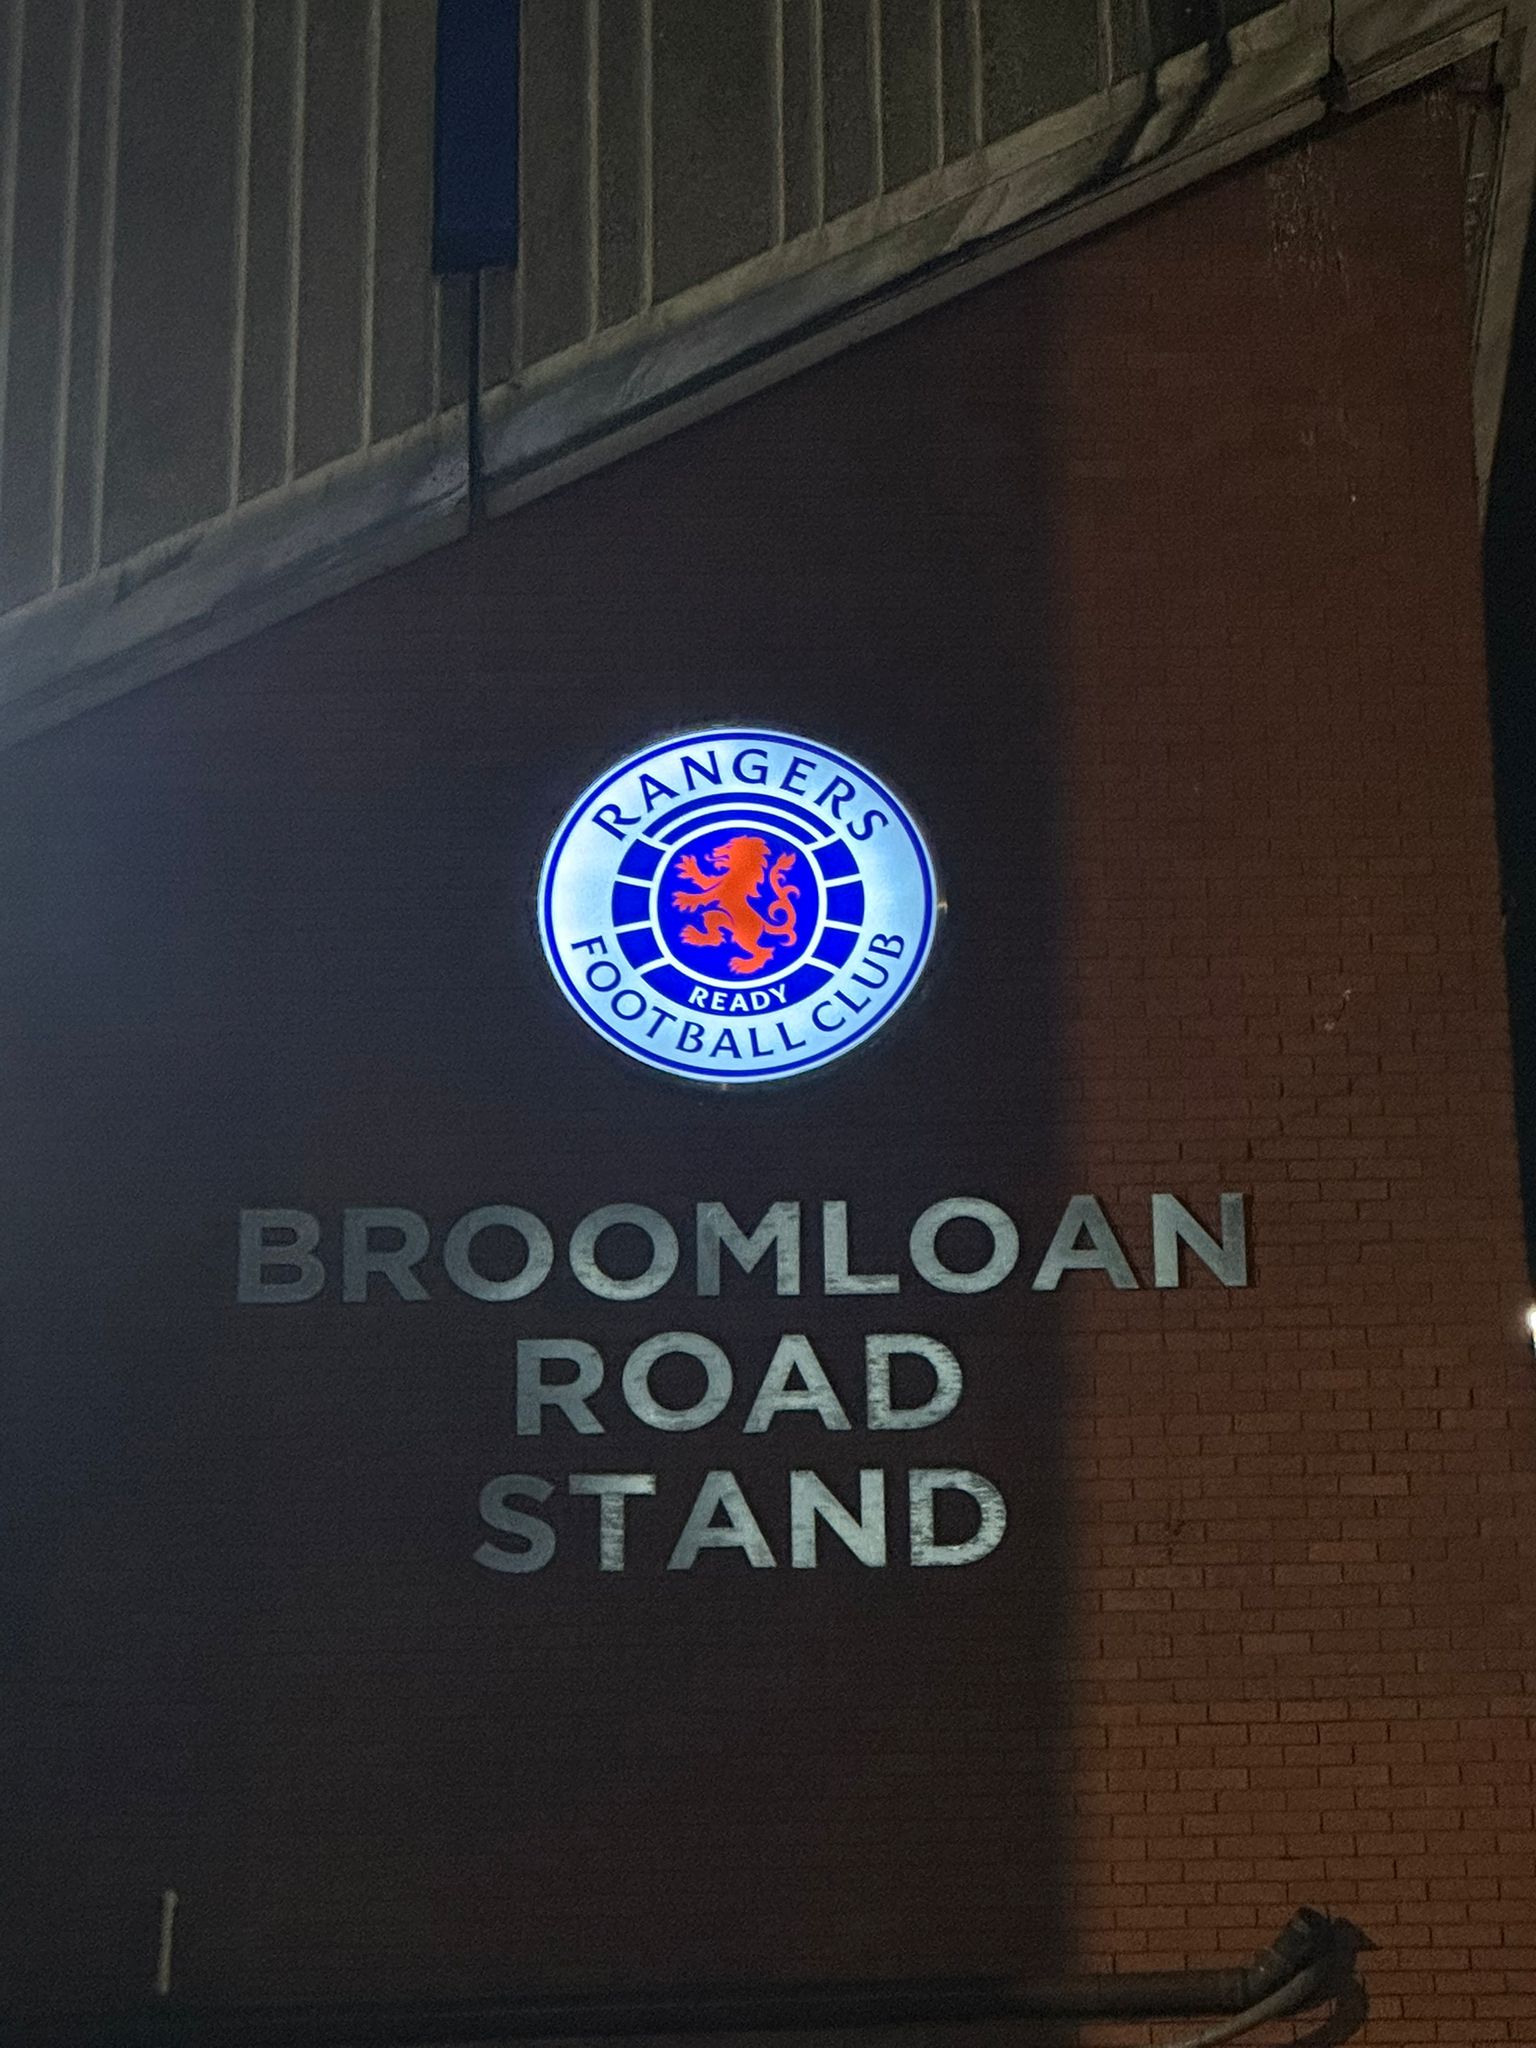 RANGERS
READY
FOOTBALL CLUB
BROOMLOAN
ROAD
STAND